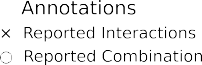 Annotations
× Reported Interactions
○ Reported Combination